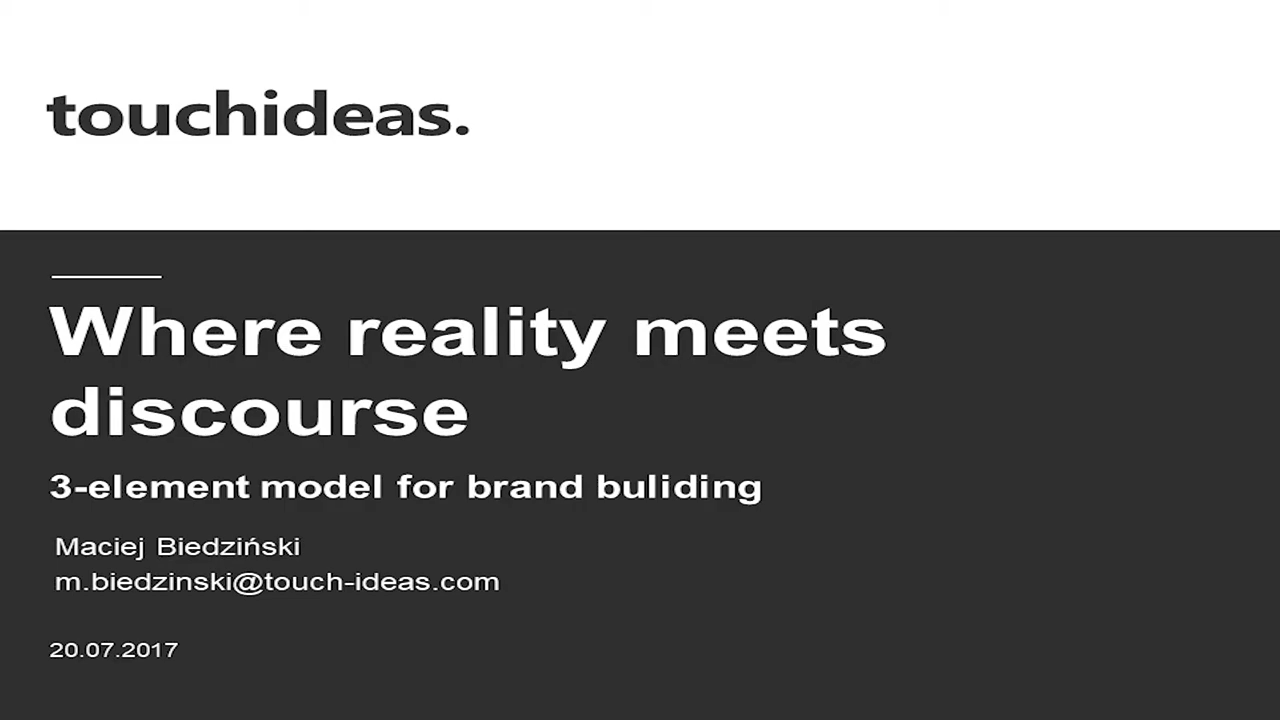 touchideas.
Where reality meets
discourse
3-element model for brand buliding
Maciej Biedziński
m.biedzinski@touch-ideas.com
20.07.2017